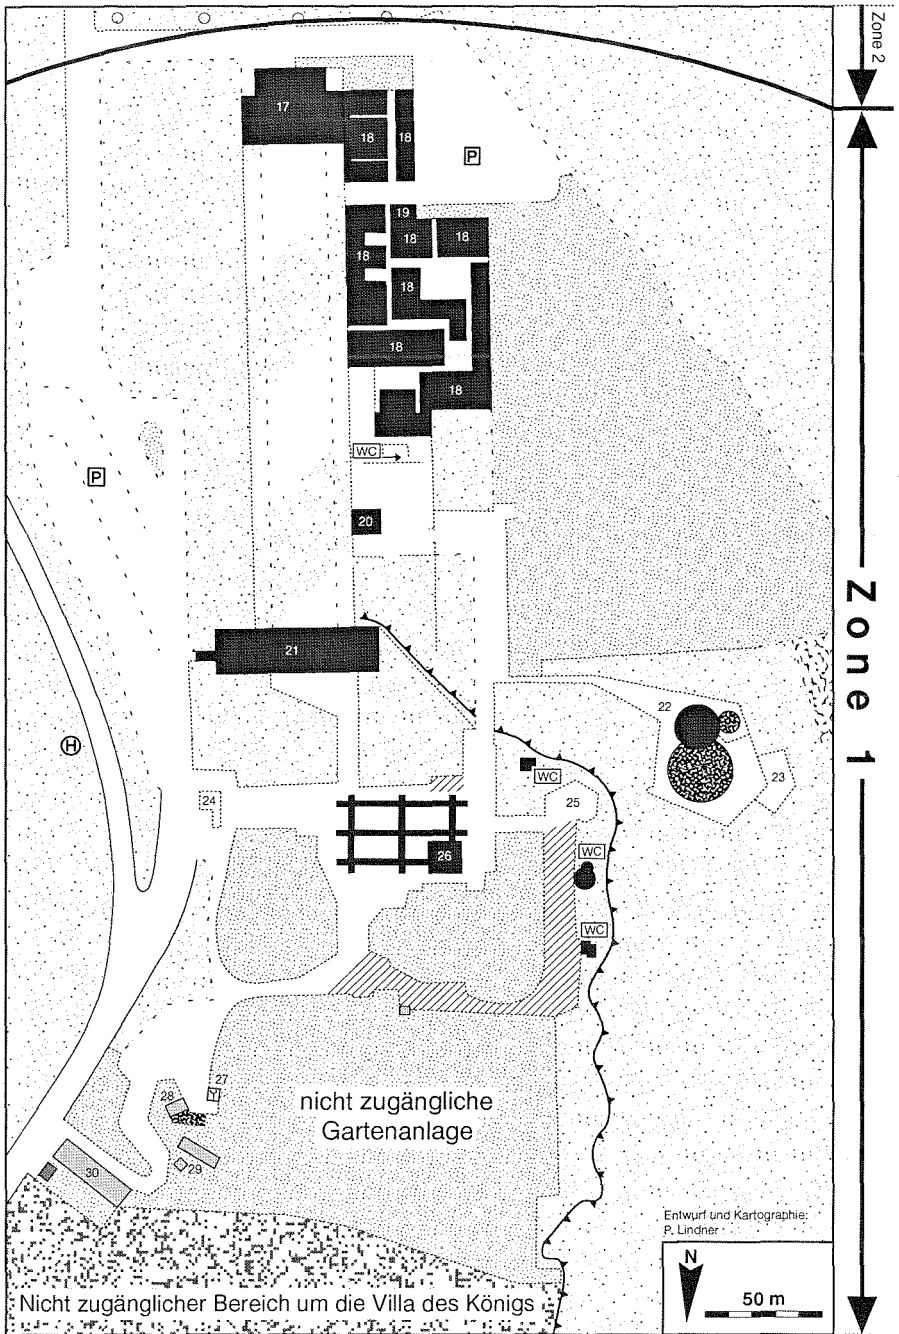 Zone 2
17
18
18
P
19
18
18
18
18
18
18
WC
P
20
21
Zone 1
22
H
WC
23
24
25
26
WC
WC
27
28
nicht zugängliche
Gartenanlage
29
30
Entwurf und Kartographie:
P. Lindner
N
50 m
Nicht zugänglicher Bereich um die Villa des Königs